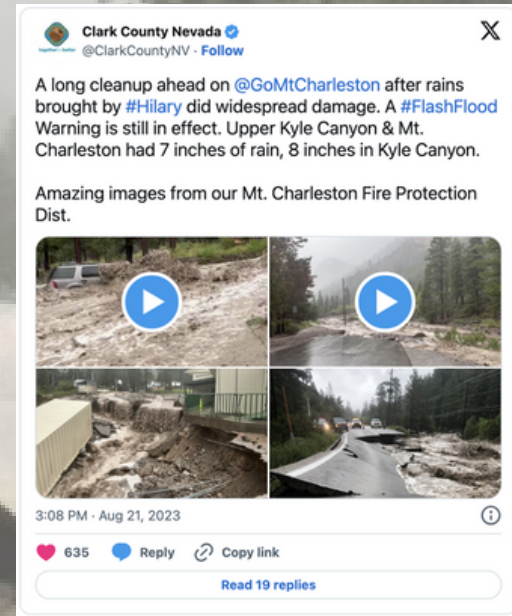 Clark County Nevada
@ClarkCountyNV · Follow
A long cleanup ahead on @GoMtCharleston after rains
brought by #Hilary did widespread damage. A #FlashFlood
Warning is still in effect. Upper Kyle Canyon & Mt.
Charleston had 7 inches of rain, 8 inches in Kyle Canyon.
Amazing images from our Mt. Charleston Fire Protection
Dist.
3:08 PM · Aug 21, 2023
635 Reply Copy link
Read 19 replies